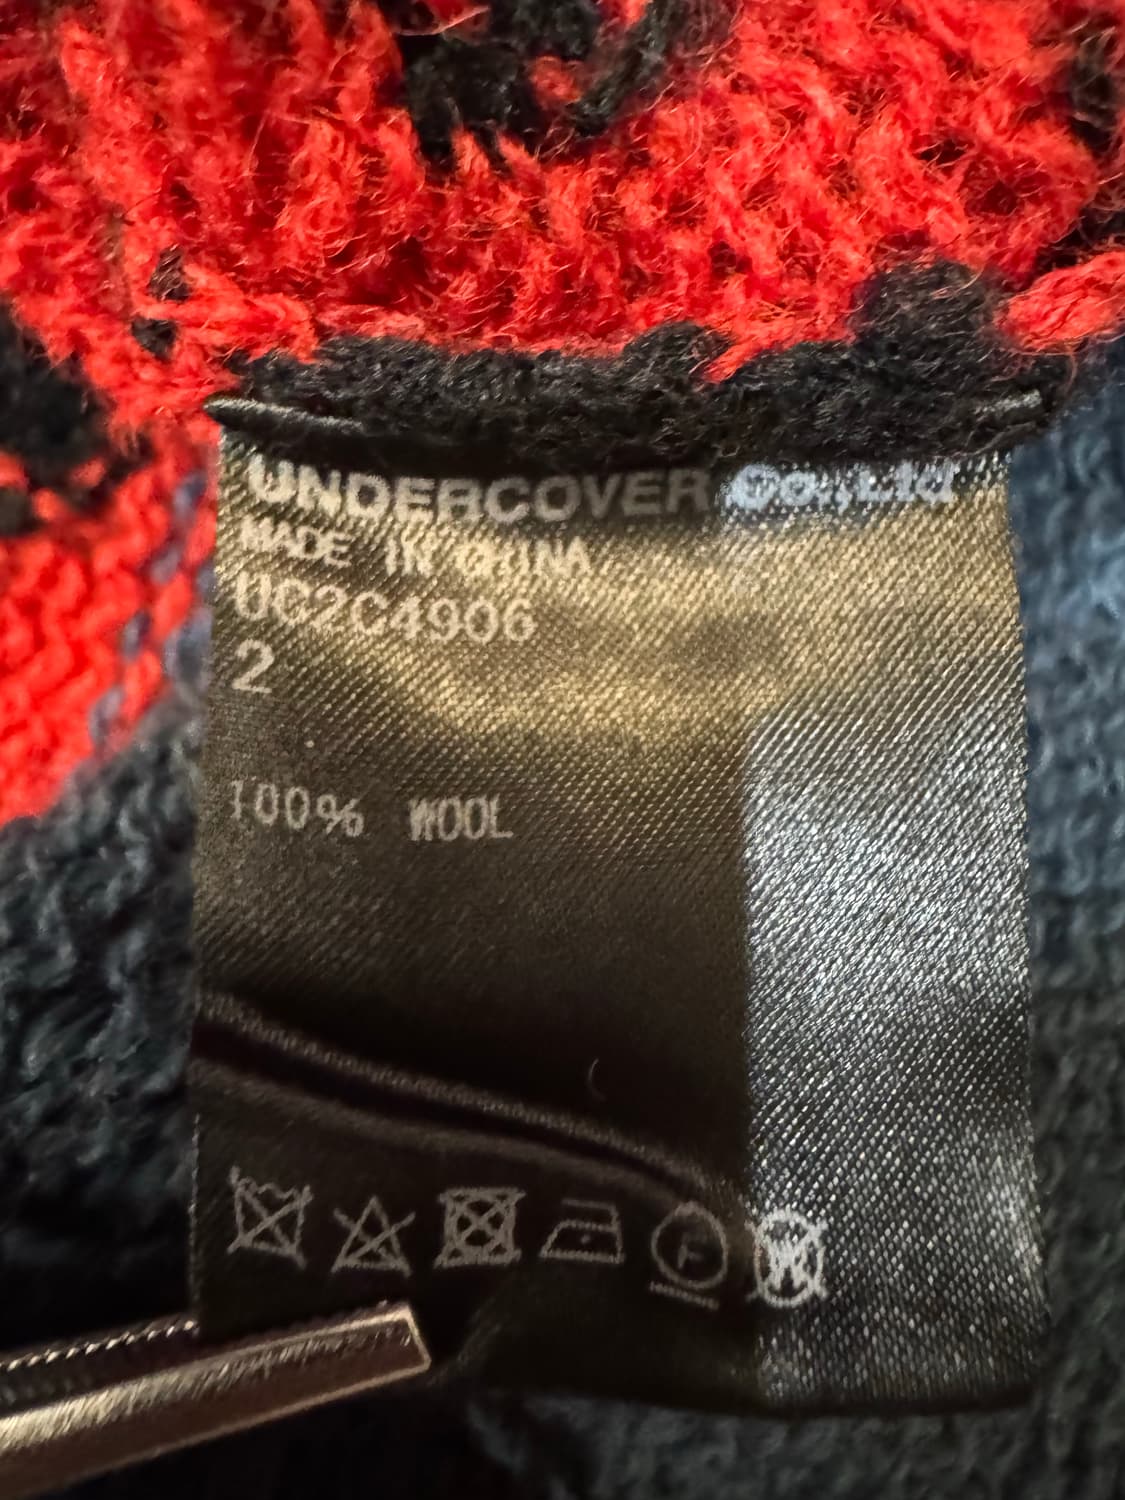 UNDERCOVER Co., Ltd
MADE IN CHINA
UC2C4906
2
100% WOOL
F W